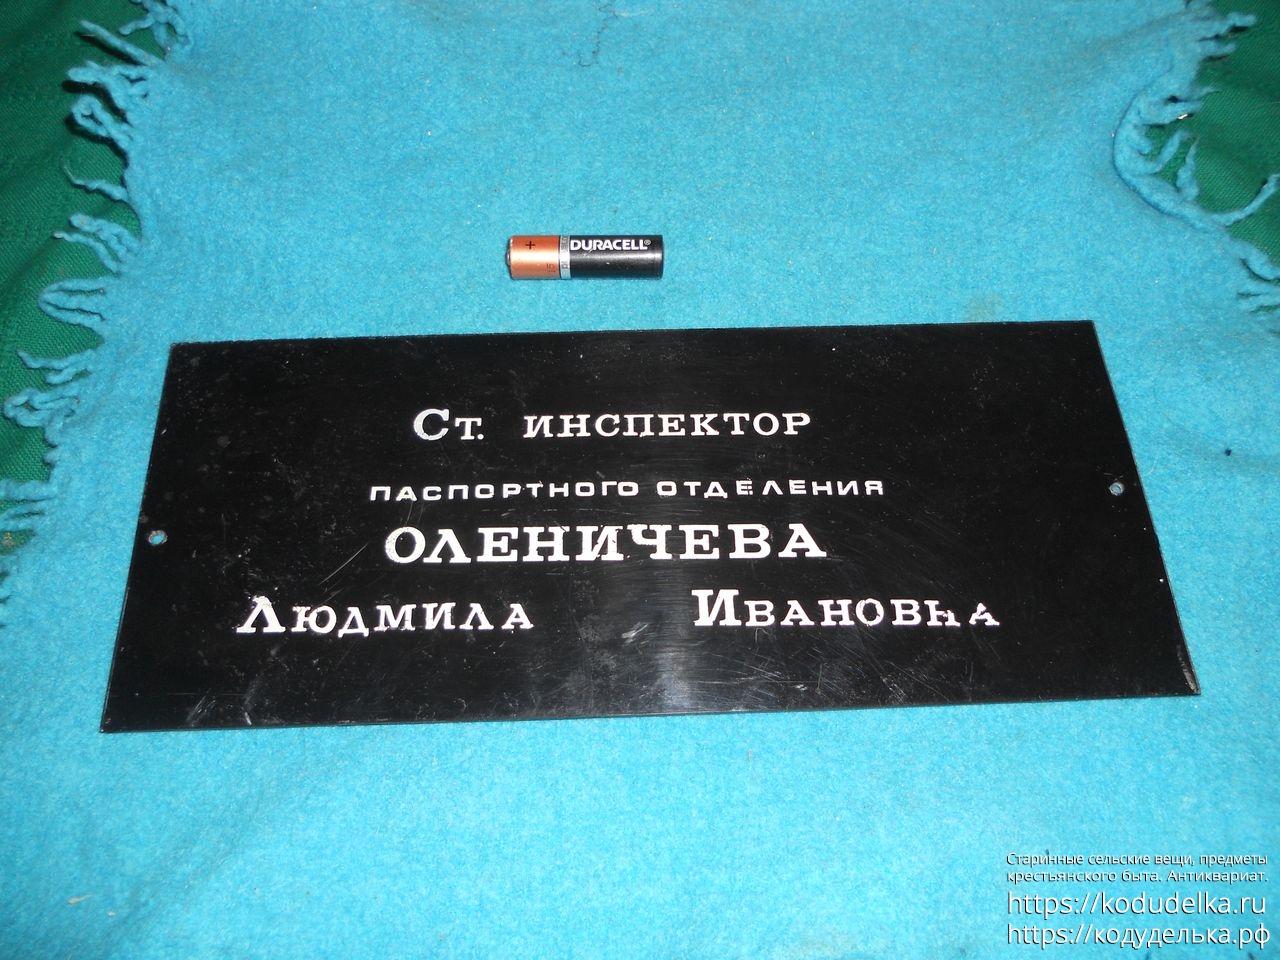 + DURACELL®
Ст. ИНСПЕКТОР
ПАСПОРТНОГО ОТДЕЛЕНИЯ
ОЛЕНИЧЕВА
ЛЮДМИЛА ИВАНОВНА
Старинные сельские вещи, предметы
крестьянского быта. Антиквариат.
https://kodudelka.ru
https://кодуделька.рф